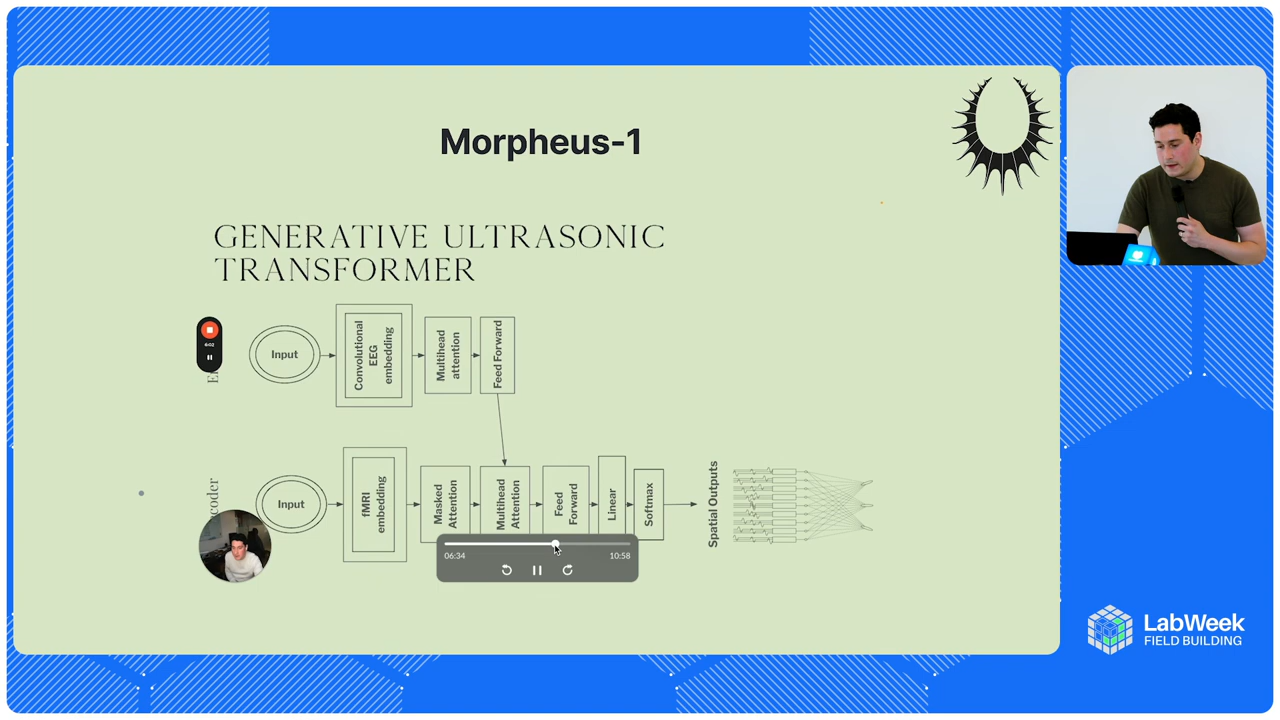 Morpheus-1
GENERATIVE ULTRASONIC
TRANSFORMER
Input
Convolutional
EEG
embedding
Multihead
attention
Feed Forward
E
coder
Input
fMRI
embedding
Masked
Attention
Multihead
Attention
Feed
Forward
Linear
Softmax
Spatial Outputs
06:34
10:58
LabWeek
FIELD BUILDING